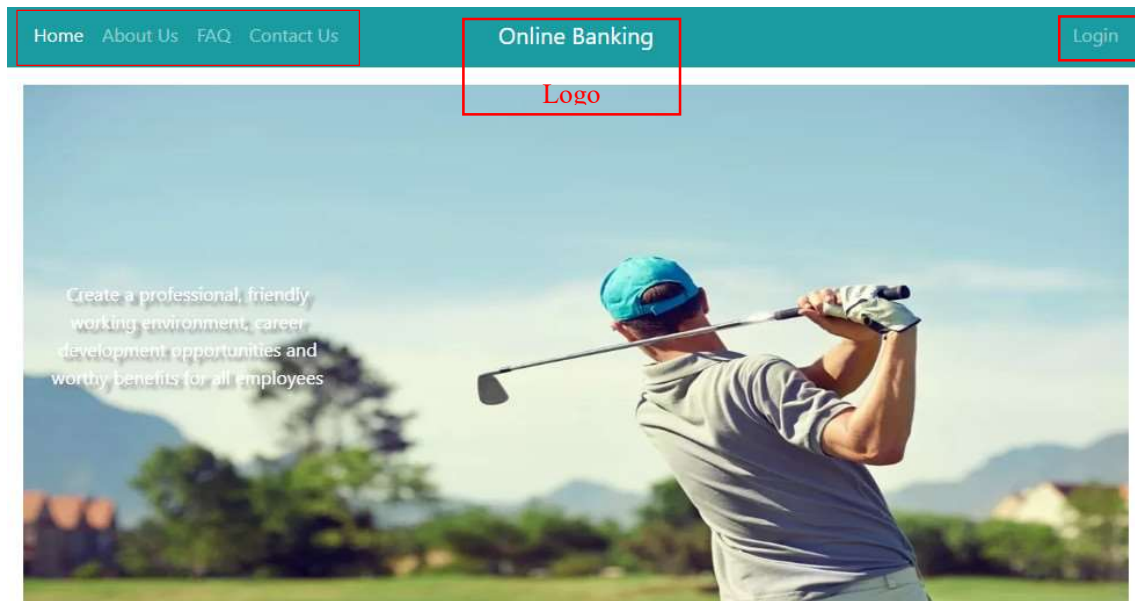 Home About Us FAQ Contact Us Online Banking Login
Logo
Create a professional, friendly
working environment, career
development opportunities and
worthy benefits for all employees